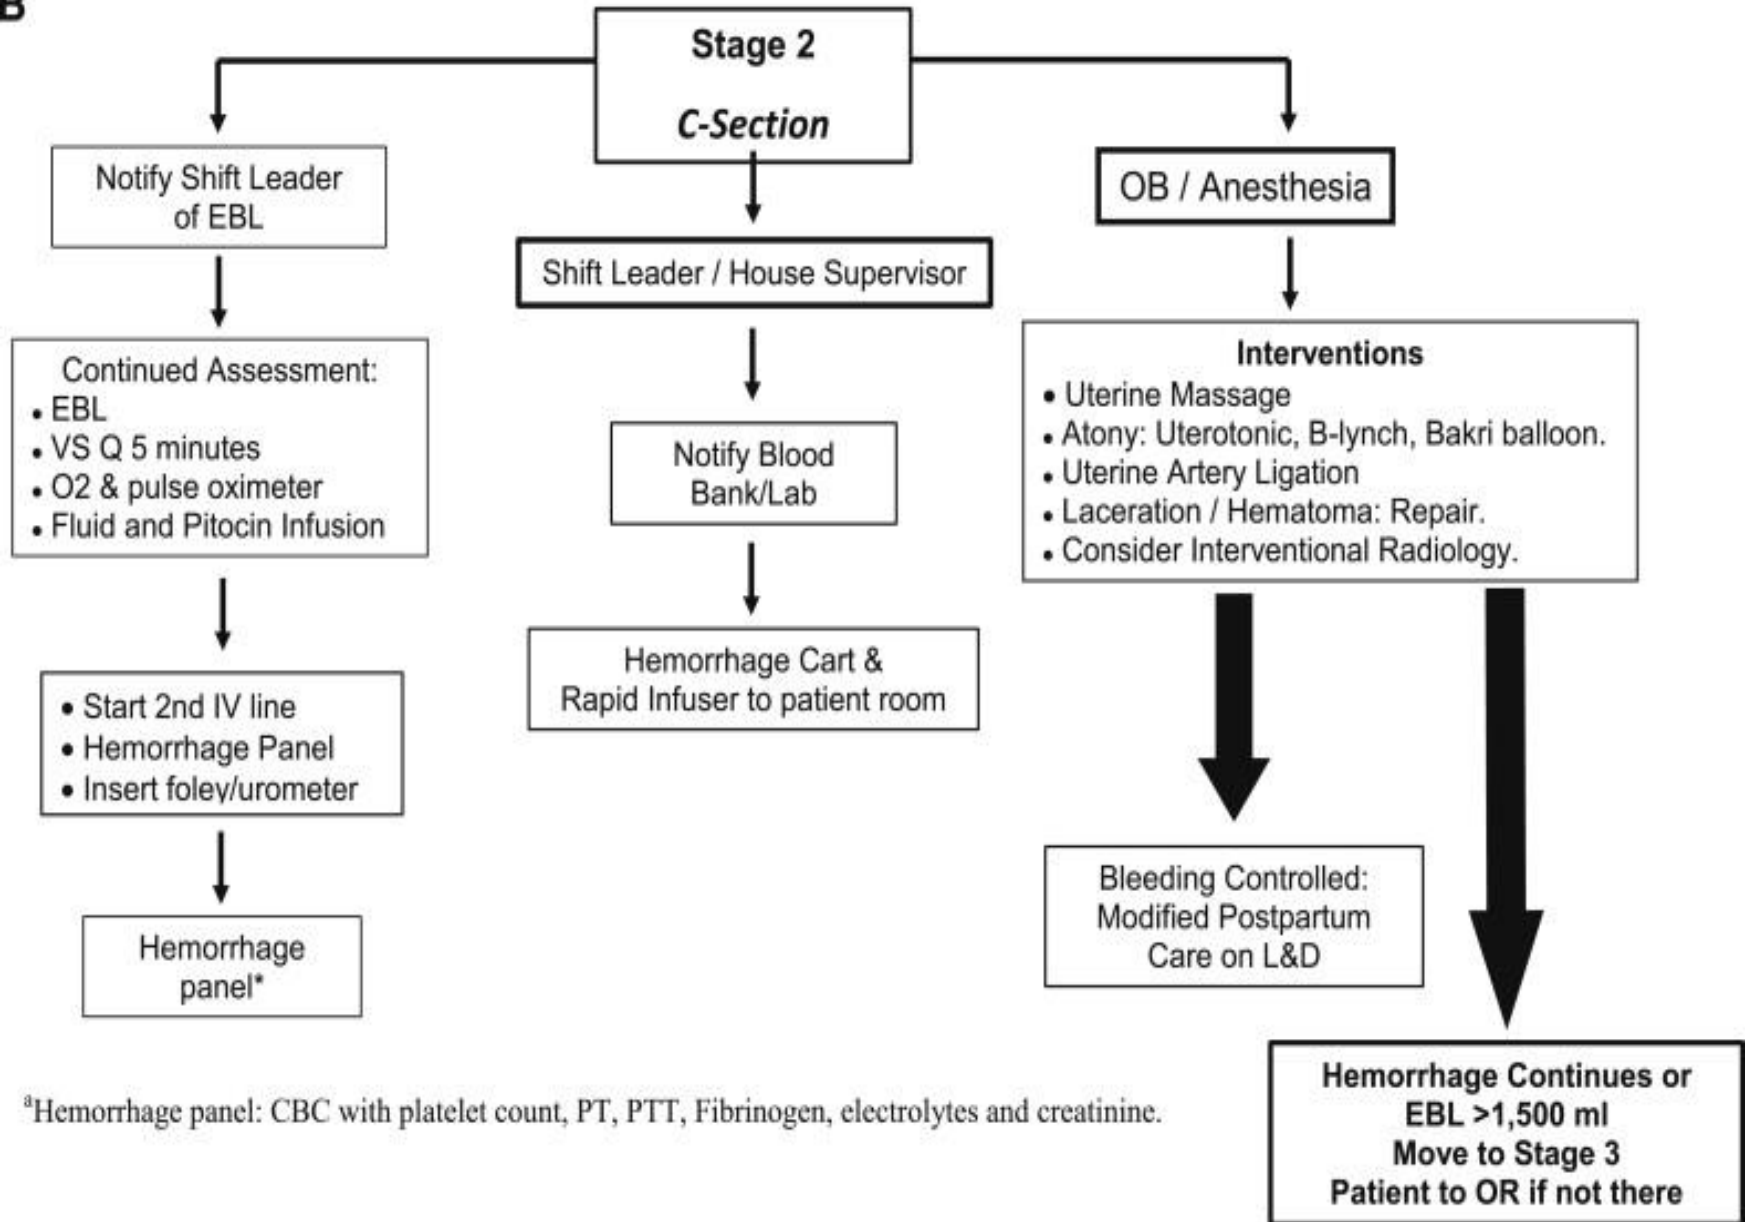 B
Stage 2
C-Section
Notify Shift Leader
of EBL
Continued Assessment:
• EBL
• VS Q 5 minutes
• O2 & pulse oximeter
• Fluid and Pitocin Infusion
• Start 2nd IV line
• Hemorrhage Panel
• Insert foley/urometer
Hemorrhage
panel*
Shift Leader / House Supervisor
Notify Blood
Bank/Lab
Hemorrhage Cart &
Rapid Infuser to patient room
OB / Anesthesia
Interventions
• Uterine Massage
• Atony: Uterotonic, B-lynch, Bakri balloon.
• Uterine Artery Ligation
• Laceration / Hematoma: Repair.
• Consider Interventional Radiology.
Bleeding Controlled:
Modified Postpartum
Care on L&D
Hemorrhage Continues or
EBL >1,500 ml
Move to Stage 3
Patient to OR if not there
ᵃHemorrhage panel: CBC with platelet count, PT, PTT, Fibrinogen, electrolytes and creatinine.